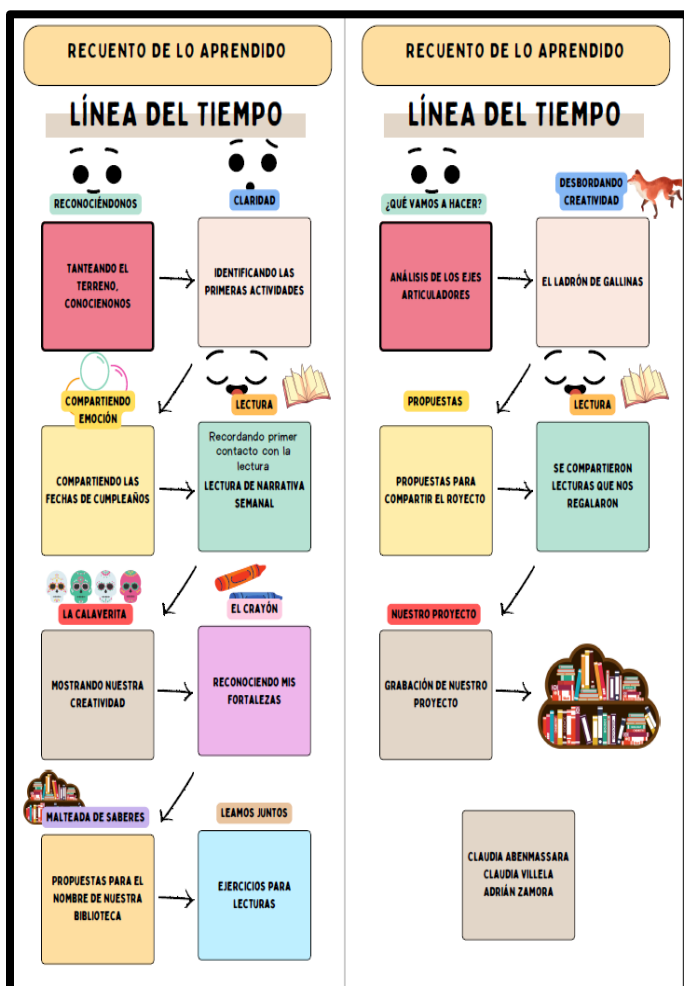 RECUENTO DE LO APRENDIDO
LÍNEA DEL TIEMPO
RECONOCIÉNDONOS
CLARIDAD
TANTEANDO EL
TERRENO,
CONOCIENONOS
IDENTIFICANDO LAS
PRIMERAS ACTIVIDADES
COMPARTIENDO
EMOCIÓN
LECTURA
COMPARTIENDO LAS
FECHAS DE CUMPLEAÑOS
Recordando primer
contacto con la
lectura
LECTURA DE NARRATIVA
SEMANAL
LA CALAVERITA
EL CRAYÓN
MOSTRANDO NUESTRA
CREATIVIDAD
RECONOCIENDO MIS
FORTALEZAS
MALTEADA DE SABERES
LEAMOS JUNTOS
PROPUESTAS PARA EL
NOMBRE DE NUESTRA
BIBLIOTECA
EJERCICIOS PARA
LECTURAS
RECUENTO DE LO APRENDIDO
LÍNEA DEL TIEMPO
¿QUÉ VAMOS A HACER?
DESBORDANDO
CREATIVIDAD
ANÁLISIS DE LOS EJES
ARTICULADORES
EL LADRÓN DE GALLINAS
PROPUESTAS
LECTURA
PROPUESTAS PARA
COMPARTIR EL ROYECTO
SE COMPARTIERON
LECTURAS QUE NOS
REGALARON
NUESTRO PROYECTO
GRABACIÓN DE NUESTRO
PROYECTO
CLAUDIA ABENMASSARA
CLAUDIA VILLELA
ADRIÁN ZAMORA